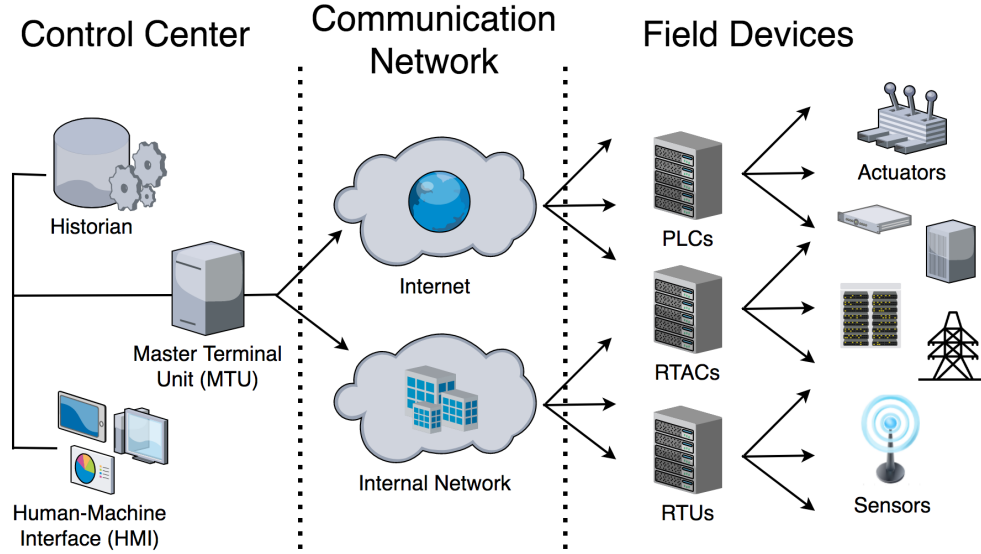 Control Center
Communication
Network
Field Devices
Historian
Master Terminal
Unit (MTU)
Human-Machine
Interface (HMI)
Internet
Internal Network
PLCs
RTACs
RTUs
Actuators
Sensors